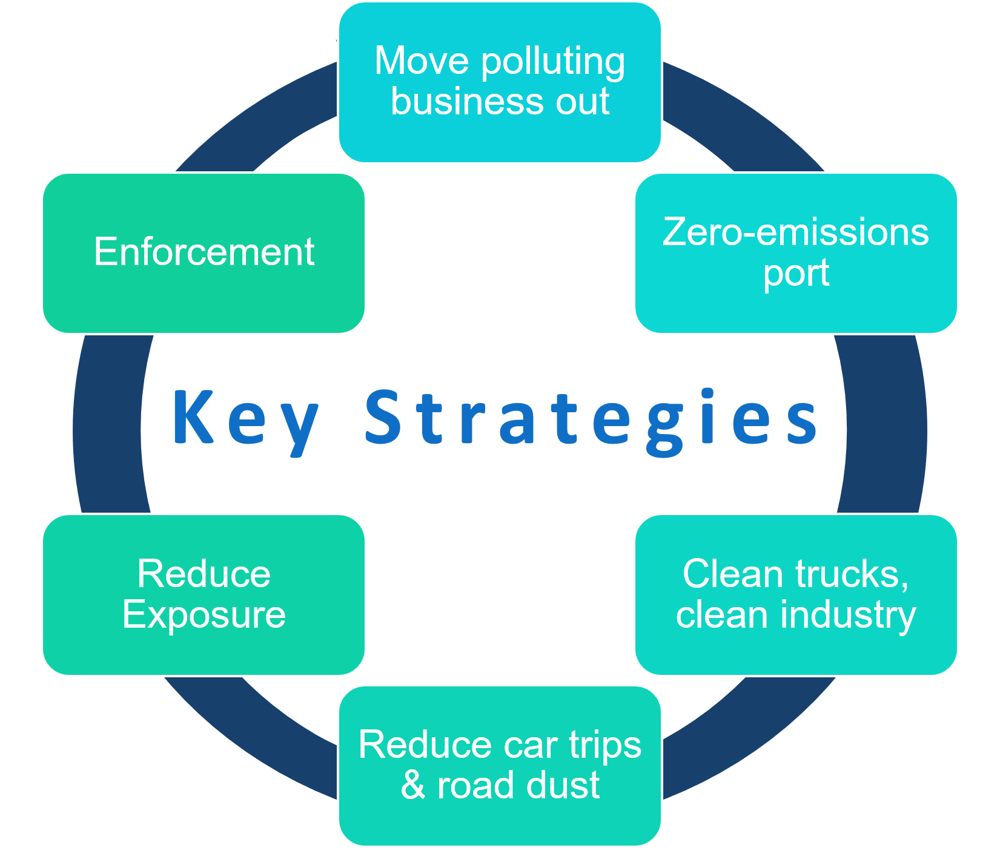 Move polluting
business out
Zero-emissions
port
Clean trucks,
clean industry
Reduce car trips
& road dust
Reduce
Exposure
Enforcement
Key Strategies